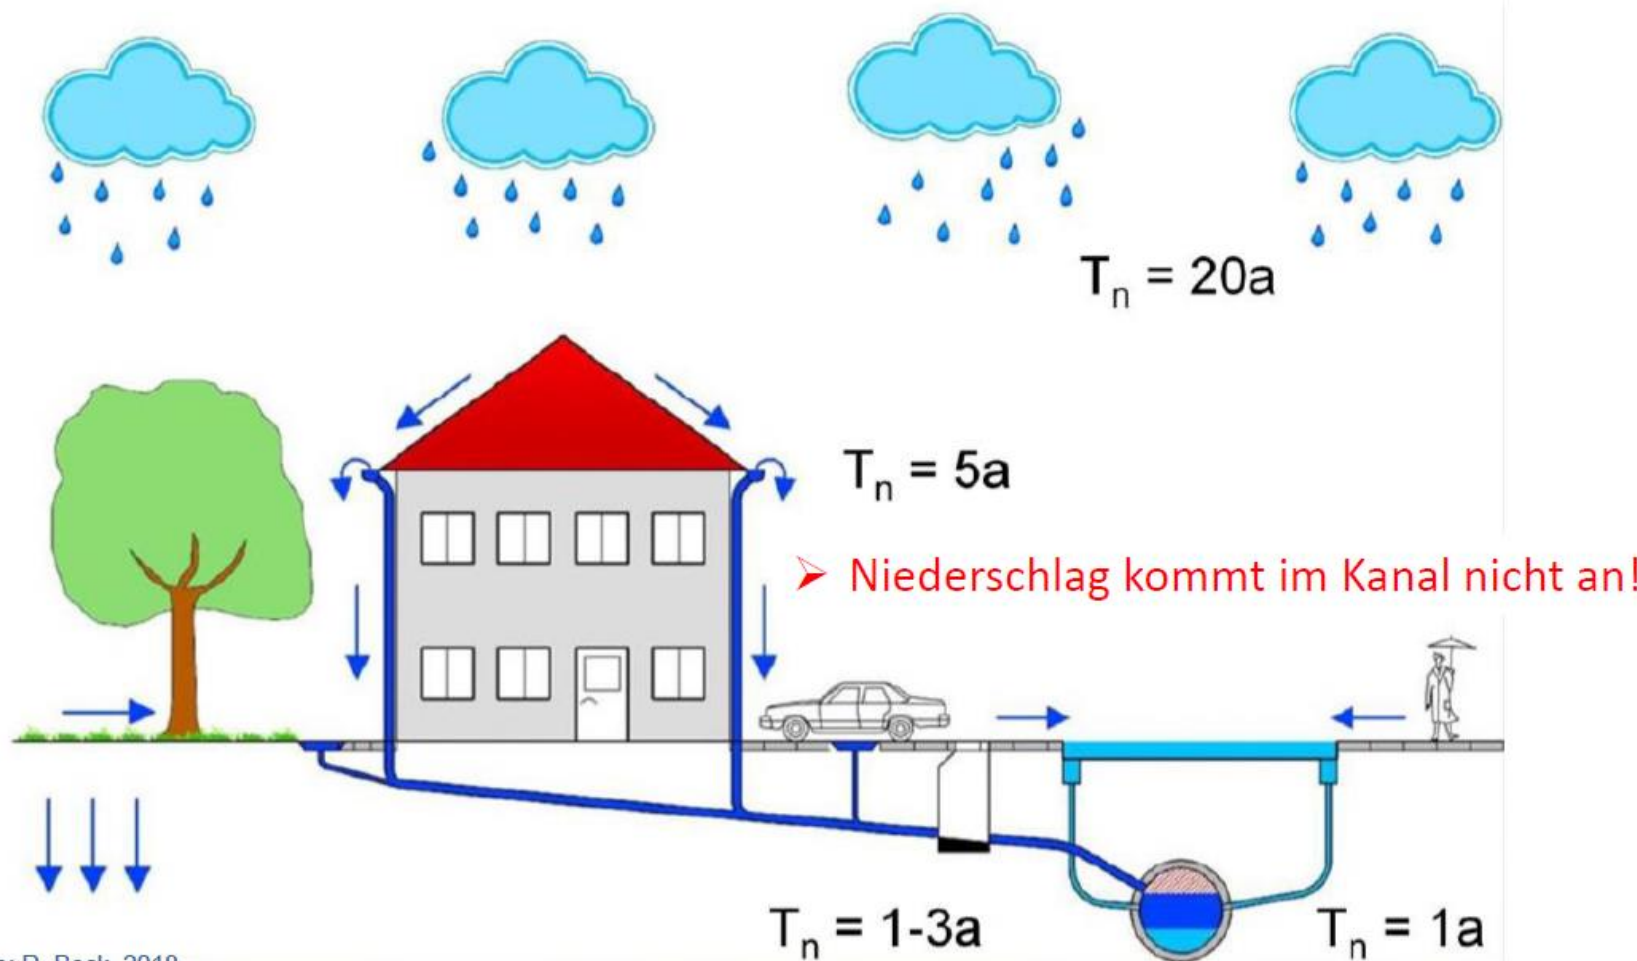 Tn = 20a
Tn = 5a
➢ Niederschlag kommt im Kanal nicht an!
Tn = 1-3a
Tn = 1a